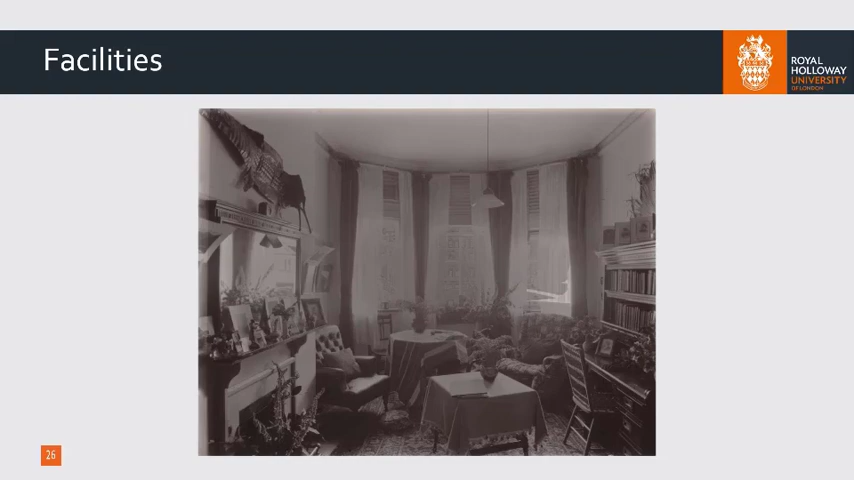 Facilities
ROYAL
HOLLOWAY
UNIVERSITY
OF LONDON
26